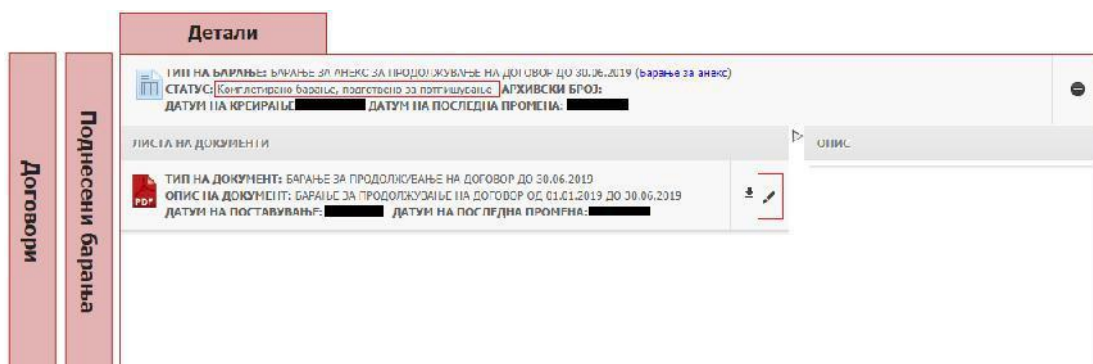 Детали
Договори
Поднесени барања
ТИП НА БАРАЊЕ: БАРАЊЕ ЗА АНЕКС ЗА ПРОДОЛЖУВАЊЕ НА ДОГОВОР ДО 30.06.2019 (Барање за анекс)
СТАТУС: Комплетирано барање, подготвено за потпишување АРХИВСКИ БРОЈ:
ДАТУМ НА КРЕИРАЊЕ ДАТУМ НА ПОСЛЕДНА ПРОМЕНА:
ЛИСТА НА ДОКУМЕНТИ
ОПИС
ТИП НА ДОКУМЕНТ: БАРАЊЕ ЗА ПРОДОЛЖУВАЊЕ НА ДОГОВОР ДО 30.06.2019
ОПИС НА ДОКУМЕНТ: БАРАЊЕ ЗА ПРОДОЛЖУВАЊЕ НА ДОГОВОР ОД 01.01.2019 ДО 30.06.2019
ДАТУМ НА ПОСТАВУВАЊЕ: ДАТУМ НА ПОСЛЕДНА ПРОМЕНА:
PDF